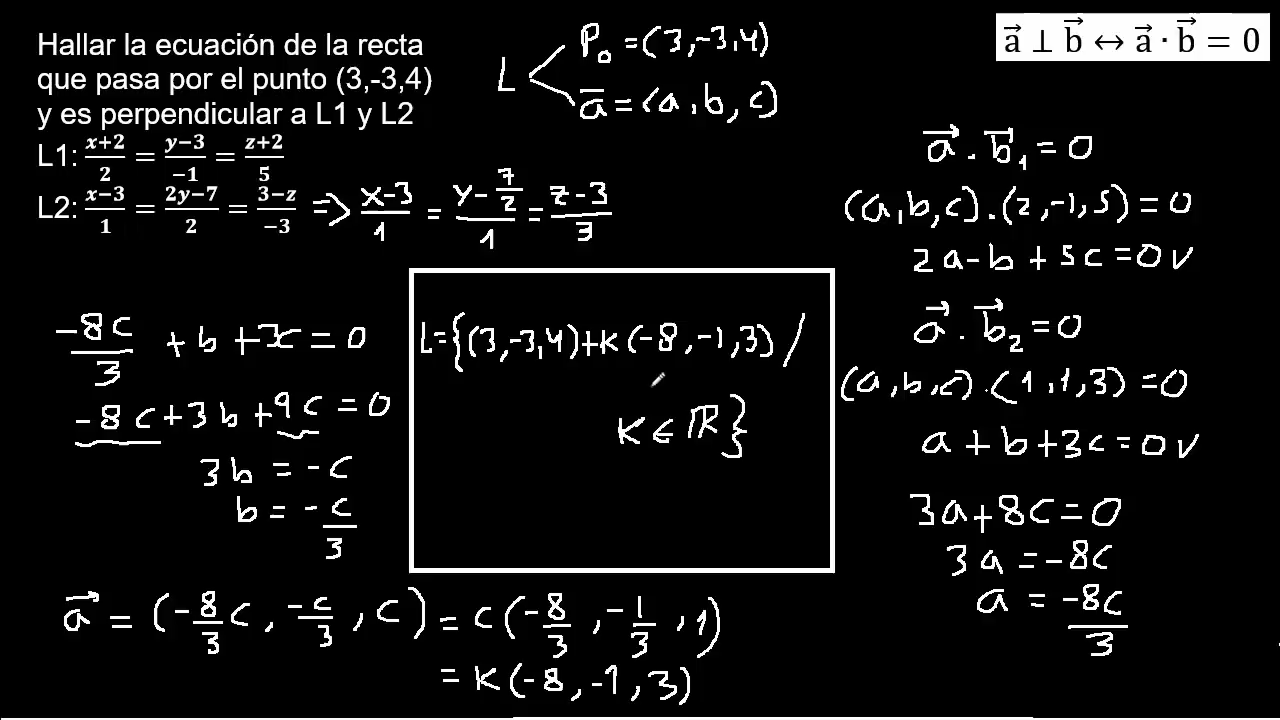 Hallar la ecuación de la recta
que pasa por el punto (3,-3,4)
y es perpendicular a L1 y L2
L1: x+2/2 = y−3/−1 = z+2/5
L2: x−3/1 = 2y−7/2 = 3−z/−3 => x-3/1 = y-7/2/1 = z-3/3
L < P₀ = (3,-3,4)
a̅ = (a, b, c)
a⃗ ⊥ b⃗ ↔ a⃗ · b⃗ = 0
a⃗ . b⃗₁ = 0
(a,b,c).(2,-1,5) = 0
2a-b+5c=0 v
a⃗ . b⃗₂ = 0
(a,b,c).(1,1,3) = 0
a+b+3c=0 v
3a+8c=0
3a=-8c
a = -8c/3
-8c/3 + b + 3c = 0
-8c+3b+9c=0
3b = -c
b = -c/3
a⃗ = (-8/3 c, -c/3, c) = c(-8/3, -1/3, 1)
= K(-8,-1,3)
L={(3,-3,4)+K(-8,-1,3) /
K ∈ ℝ}